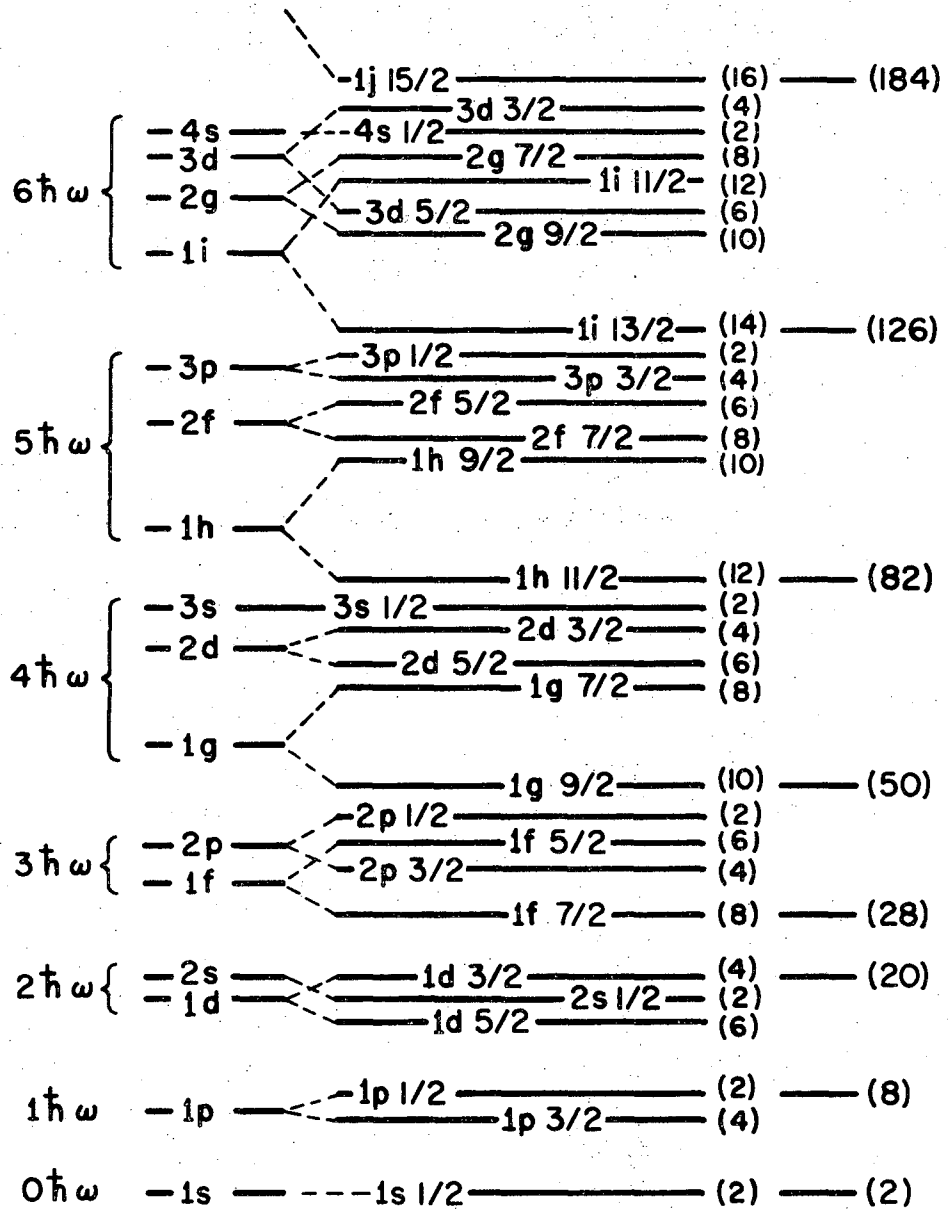 1j 15/2 (16) (184)
3d 3/2 (4)
4s 4s 1/2 (2)
3d 2g 7/2 (8)
6ħω 1i 11/2 (12)
2g 3d 5/2 (6)
2g 9/2 (10)
1i
1i 13/2 (14) (126)
3p 3p 1/2 (2)
3p 3/2 (4)
2f 5/2 (6)
5ħω 2f 2f 7/2 (8)
1h 9/2 (10)
1h
1h 11/2 (12) (82)
3s 3s 1/2 (2)
2d 3/2 (4)
4ħω 2d 2d 5/2 (6)
1g 7/2 (8)
1g
1g 9/2 (10) (50)
2p 1/2 (2)
2p 1f 5/2 (6)
3ħω 2p 3/2 (4)
1f
1f 7/2 (8) (28)
2s 1d 3/2 (4) (20)
2ħω 1d 2s 1/2 (2)
1d 5/2 (6)
1p 1/2 (2) (8)
1ħω 1p 1p 3/2 (4)
0ħω 1s 1s 1/2 (2) (2)